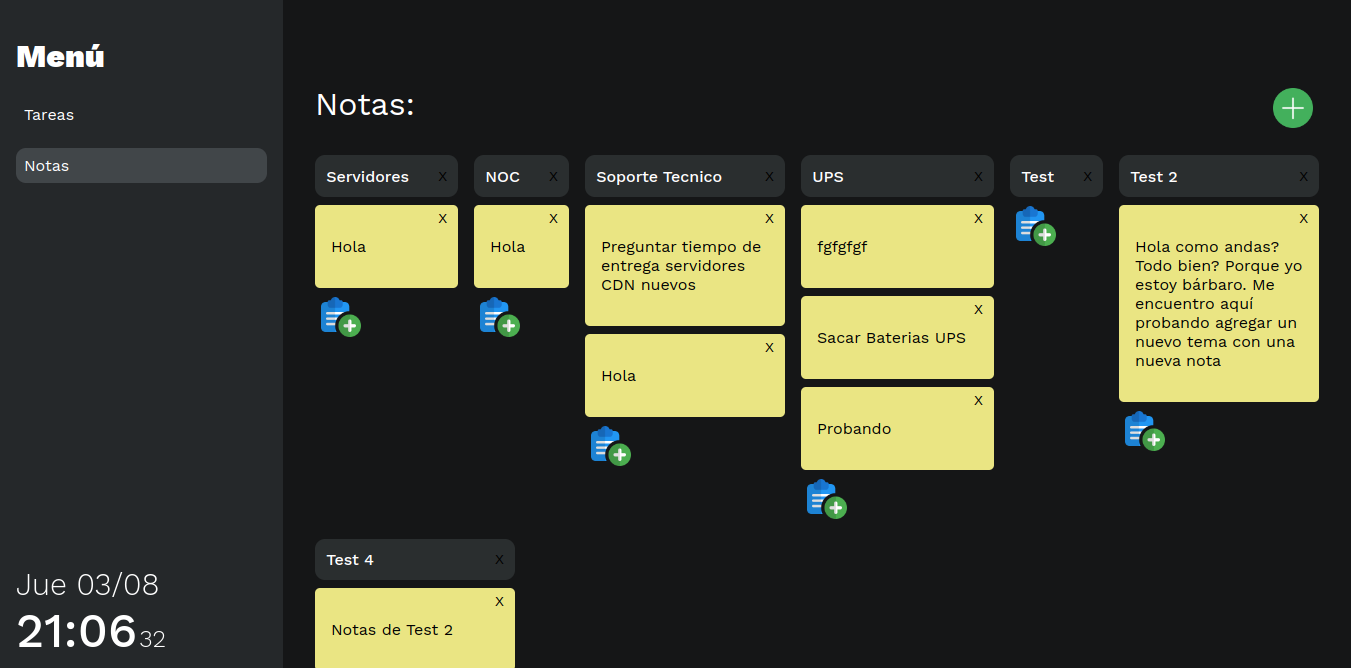 Menú
Tareas
Notas
Jue 03/08
21:06 32
Notas:
Servidores X
X
Hola
NOC X
X
Hola
Soporte Tecnico X
X
Preguntar tiempo de
entrega servidores
CDN nuevos
X
Hola
UPS X
X
fgfgfgf
X
Sacar Baterias UPS
X
Probando
Test X
Test 2 X
X
Hola como andas?
Todo bien? Porque yo
estoy bárbaro. Me
encuentro aquí
probando agregar un
nuevo tema con una
nueva nota
Test 4 X
X
Notas de Test 2